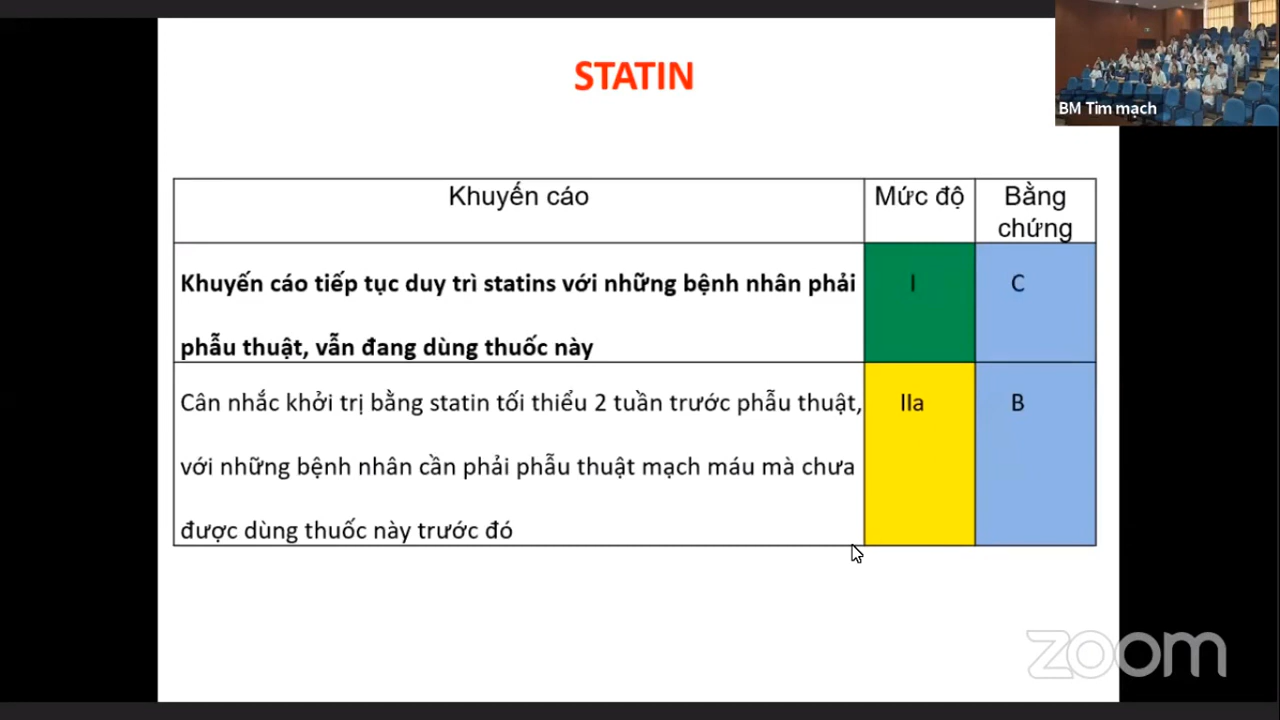 STATIN
BM Tim mạch
Khuyến cáo
Mức độ
Bằng
chứng
Khuyến cáo tiếp tục duy trì statins với những bệnh nhân phải
phẫu thuật, vẫn đang dùng thuốc này
I
C
Cân nhắc khởi trị bằng statin tối thiểu 2 tuần trước phẫu thuật,
với những bệnh nhân cần phải phẫu thuật mạch máu mà chưa
được dùng thuốc này trước đó
IIa
B
zoom